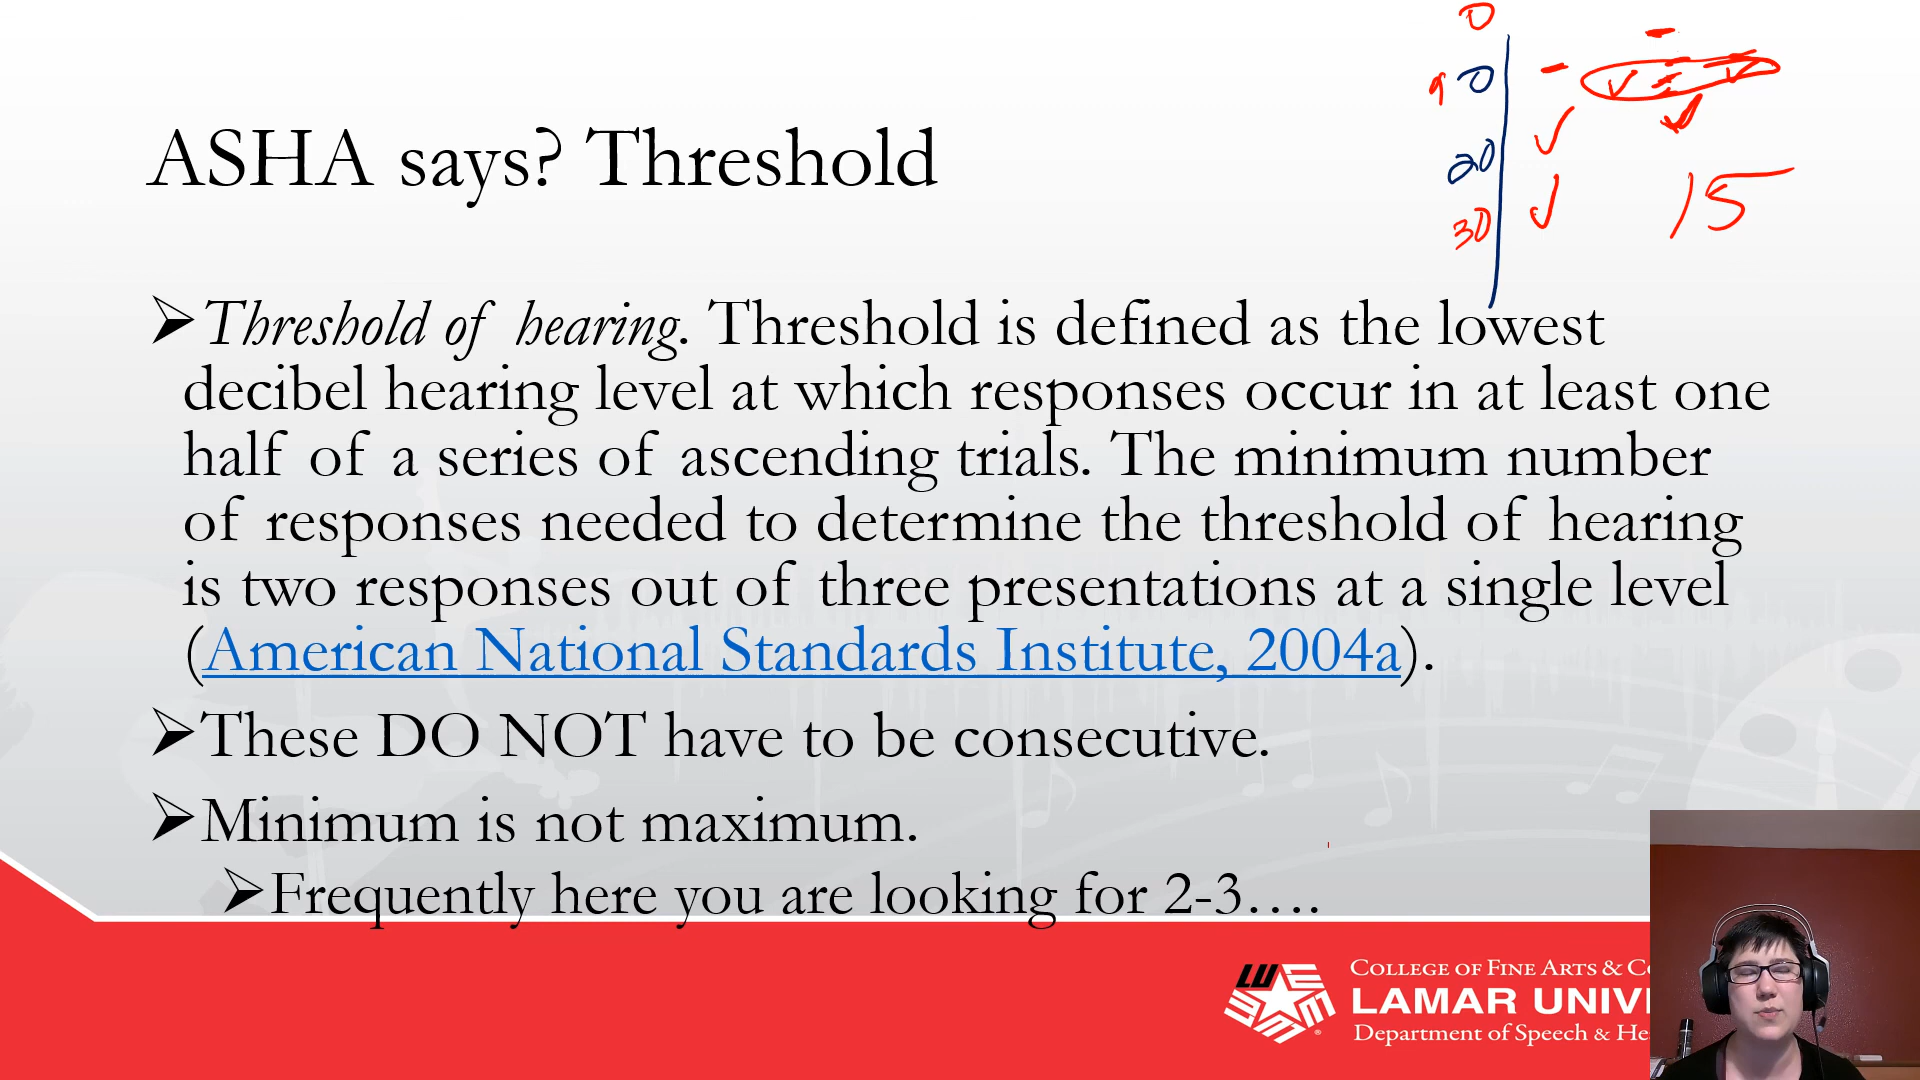 0
0
20
30
15
ASHA says? Threshold
Threshold of hearing. Threshold is defined as the lowest
decibel hearing level at which responses occur in at least one
half of a series of ascending trials. The minimum number
of responses needed to determine the threshold of hearing
is two responses out of three presentations at a single level
(American National Standards Institute, 2004a).
These DO NOT have to be consecutive.
Minimum is not maximum.
Frequently here you are looking for 2-3….
COLLEGE OF FINE ARTS & CO
LAMAR UNIV
Department of Speech & He